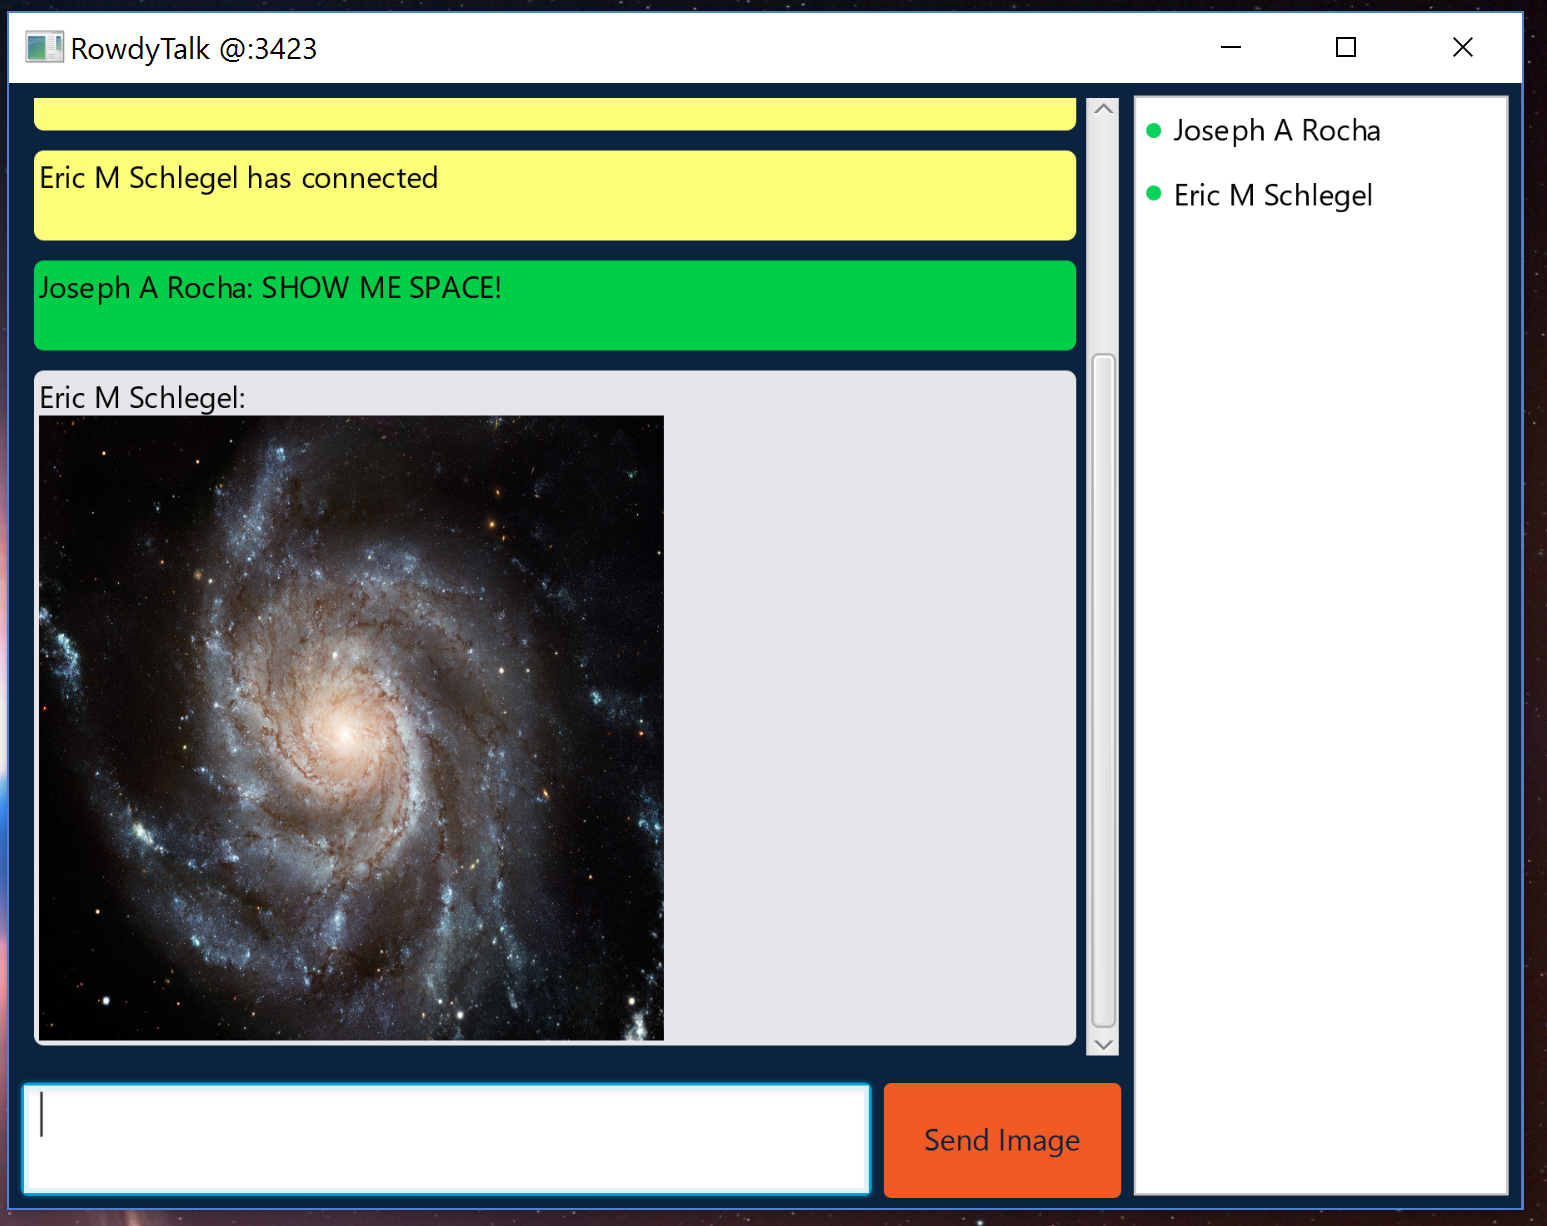 RowdyTalk @:3423
Eric M Schlegel has connected
Joseph A Rocha: SHOW ME SPACE!
Eric M Schlegel:
Send Image
Joseph A Rocha
Eric M Schlegel